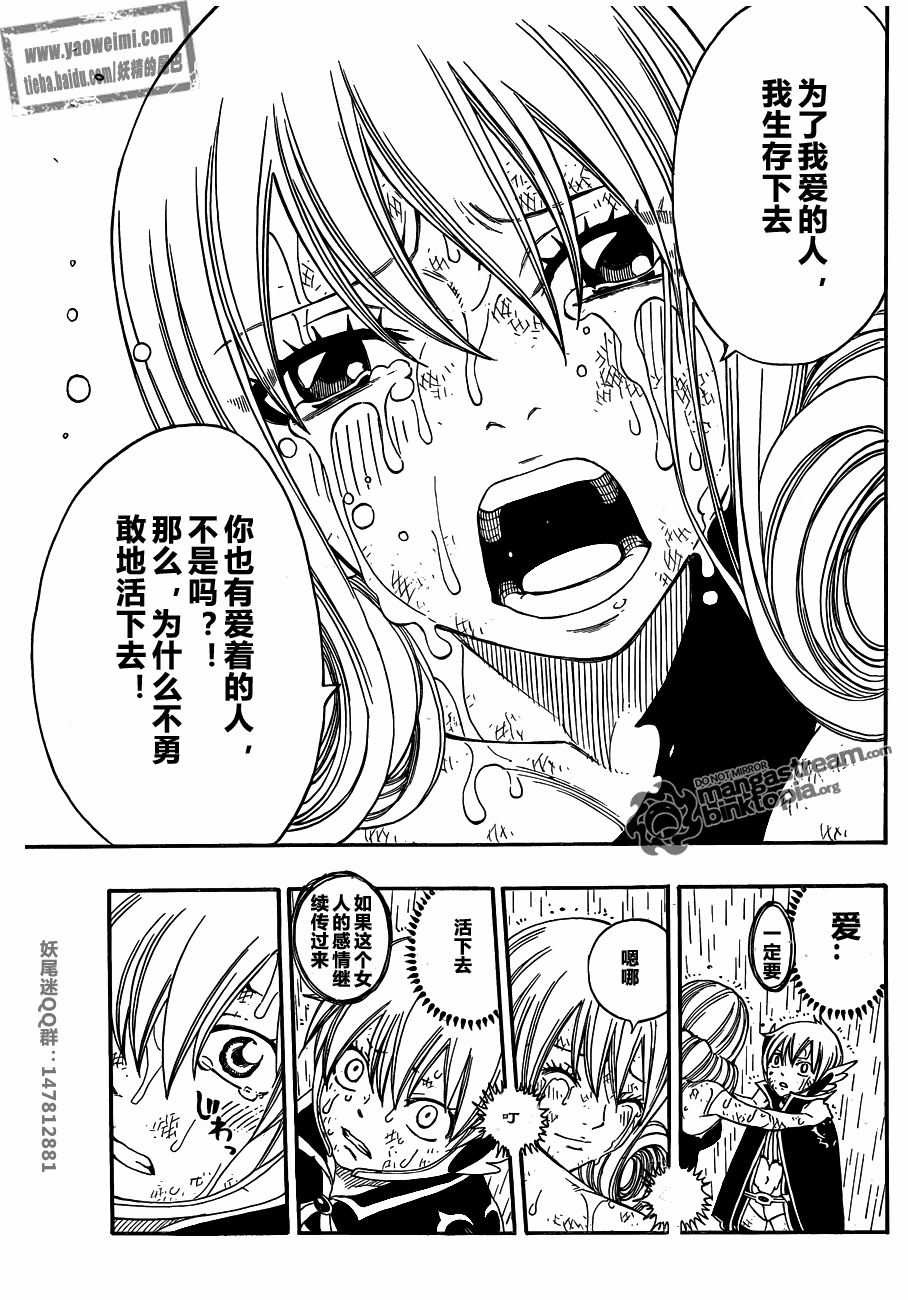 www.yaoweimi.com
tieba.baidu.com/妖精的尾巴
为了我爱的人，
我生存下去
你也有爱着的人，
不是吗？！
那么，为什么不勇
敢地活下去！
DO NOT MIRROR
mangastream.com
binktopia.org
爱…
一定要
嗯哪
活下去
如果这个女
人的感情继
续传过来
じわっ
妖尾迷QQ群：147812881